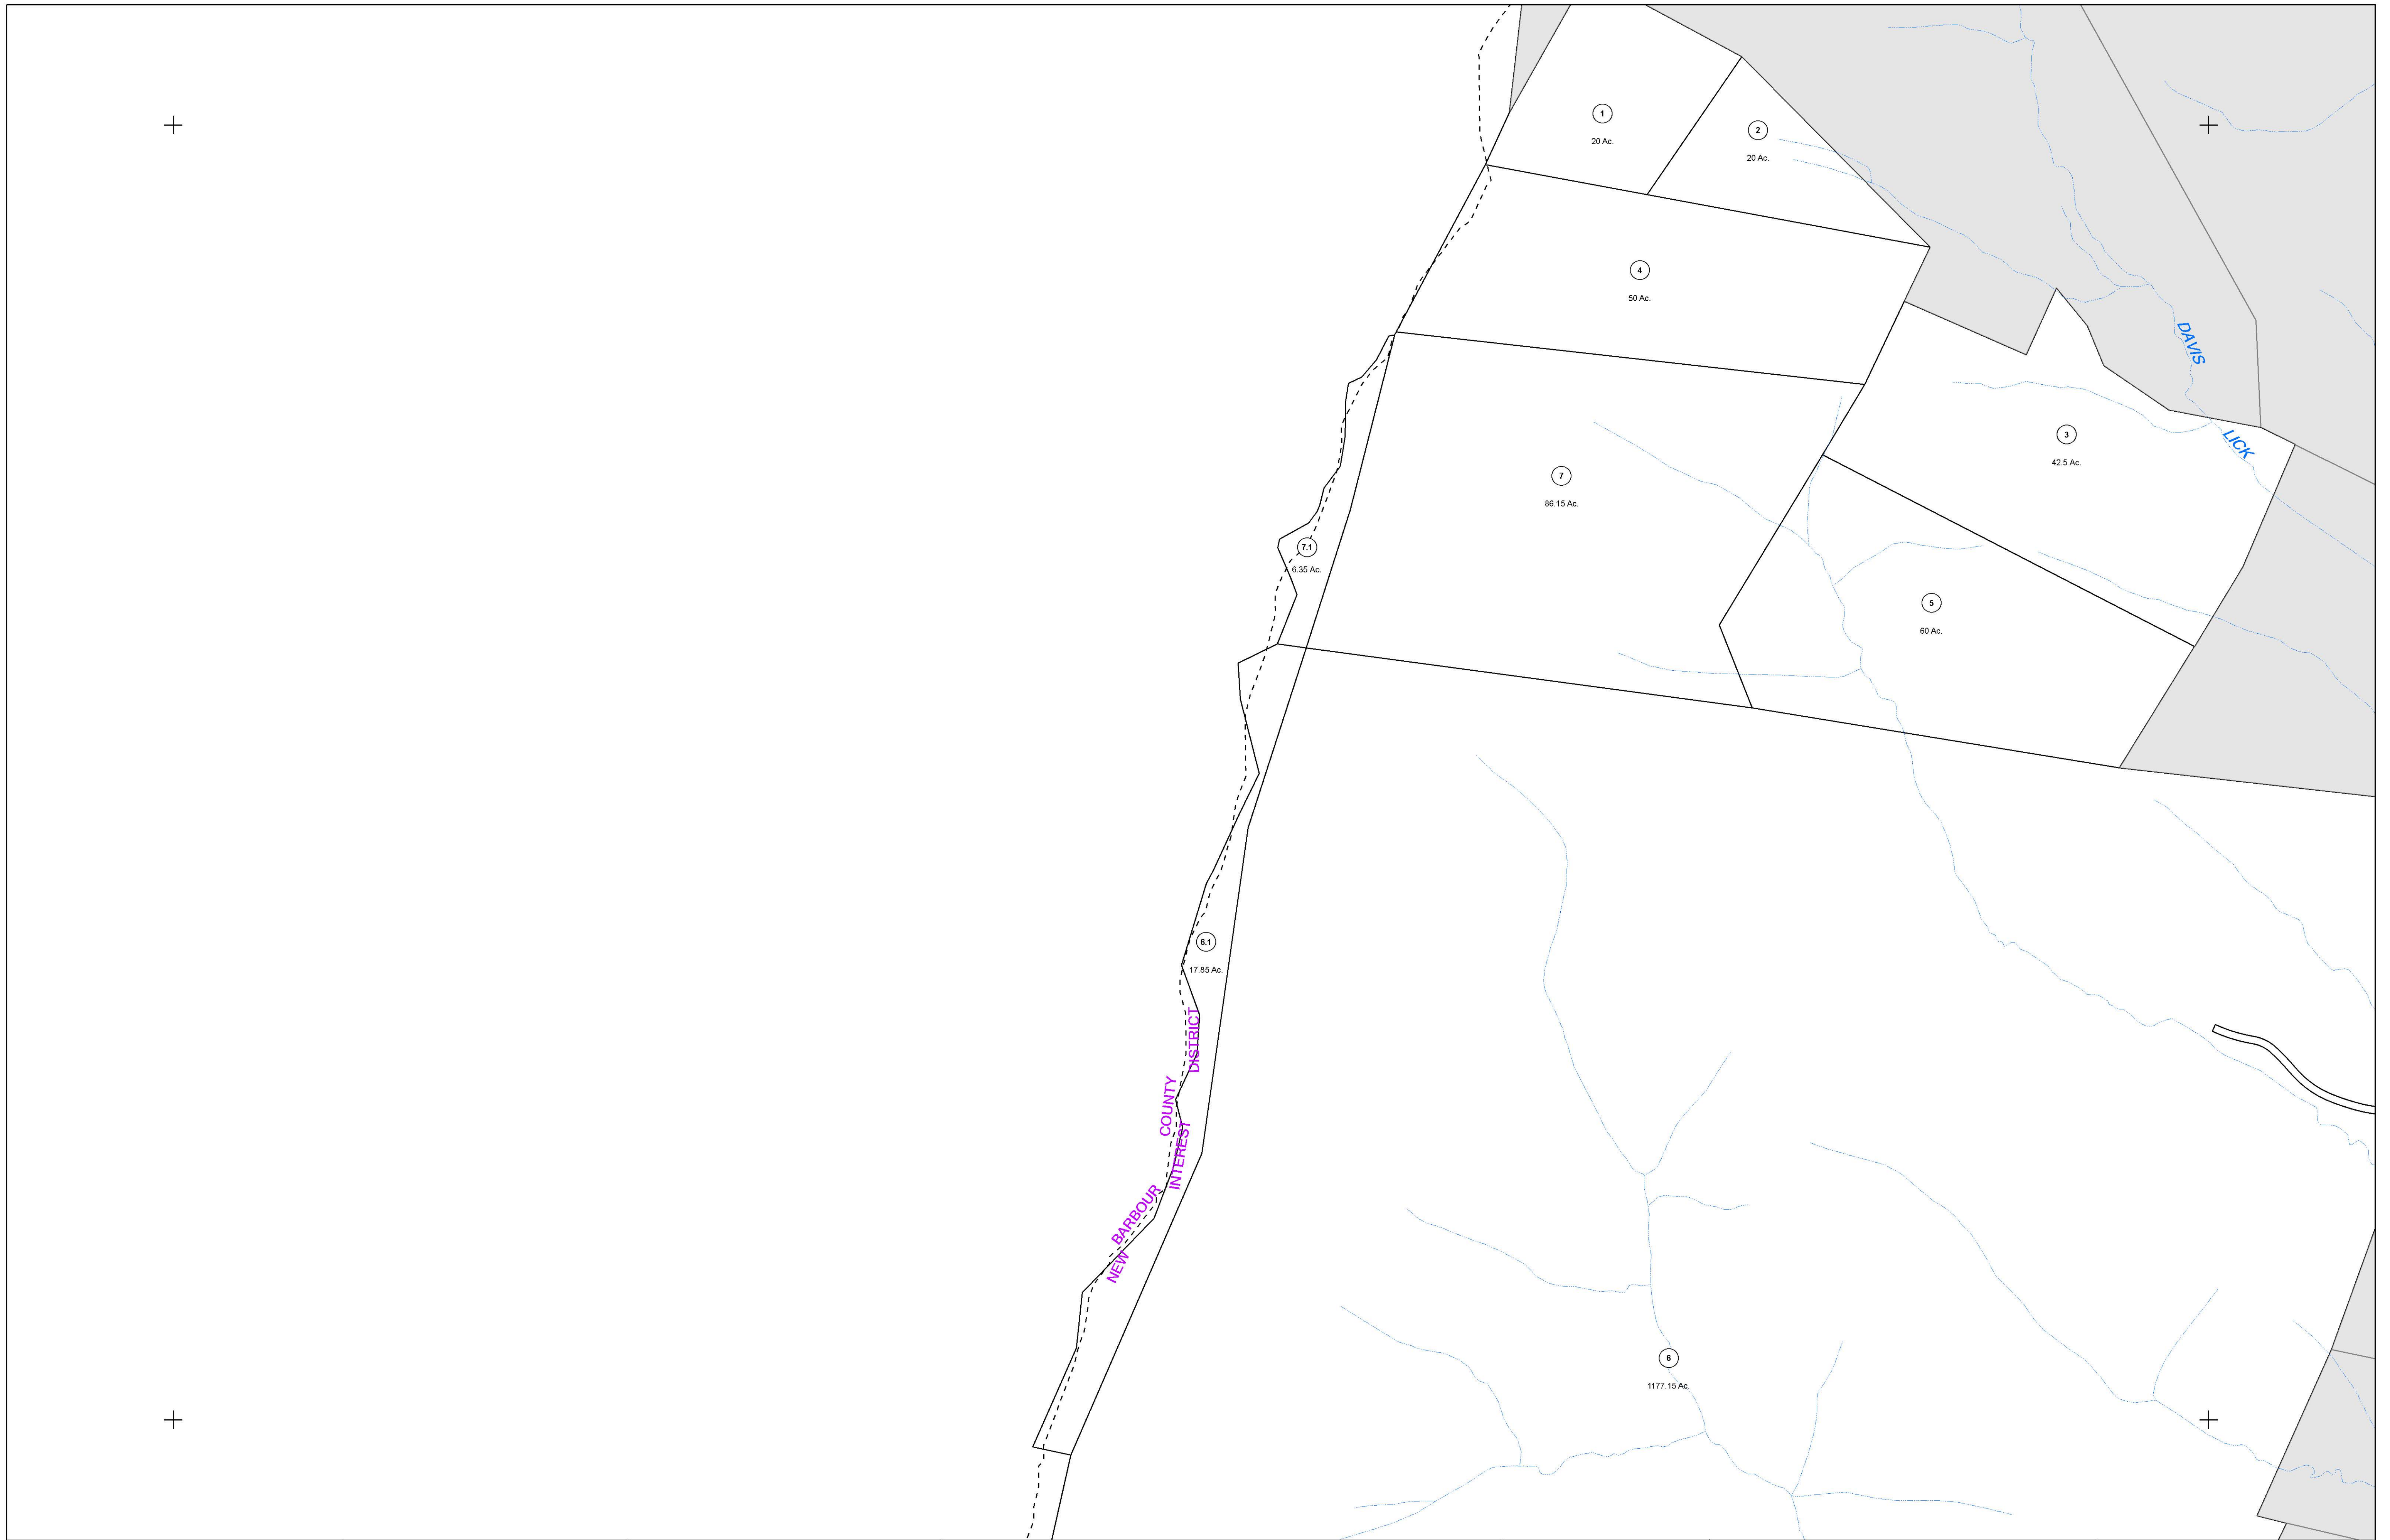 1
20 Ac.
2
20 Ac.
4
50 Ac.
DAVIS
LICK
3
42.5 Ac.
7
86.15 Ac.
7.1
6.35 Ac.
5
60 Ac.
6.1
17.85 Ac.
BARBOUR COUNTY
NEW INTEREST DISTRICT
6
1177.15 Ac.